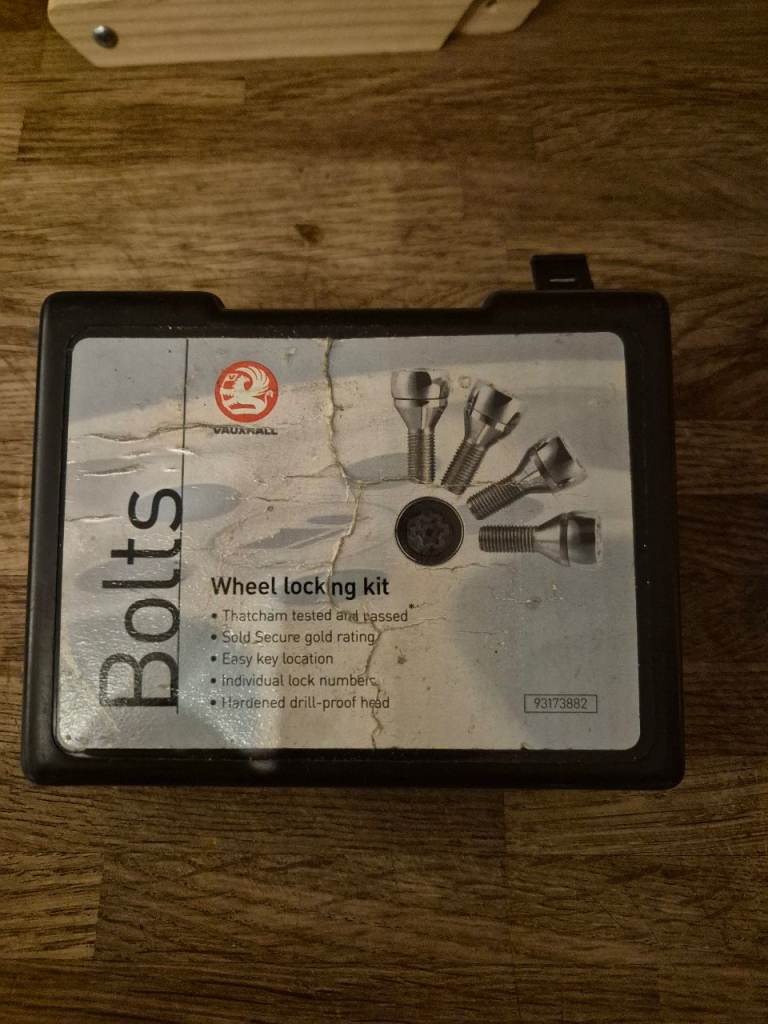 VAUXHALL
Bolts
Wheel locking kit
• Thatcham tested and passed*
• Sold Secure gold rating
• Easy key location
• Individual lock numbers
• Hardened drill-proof head
93173882